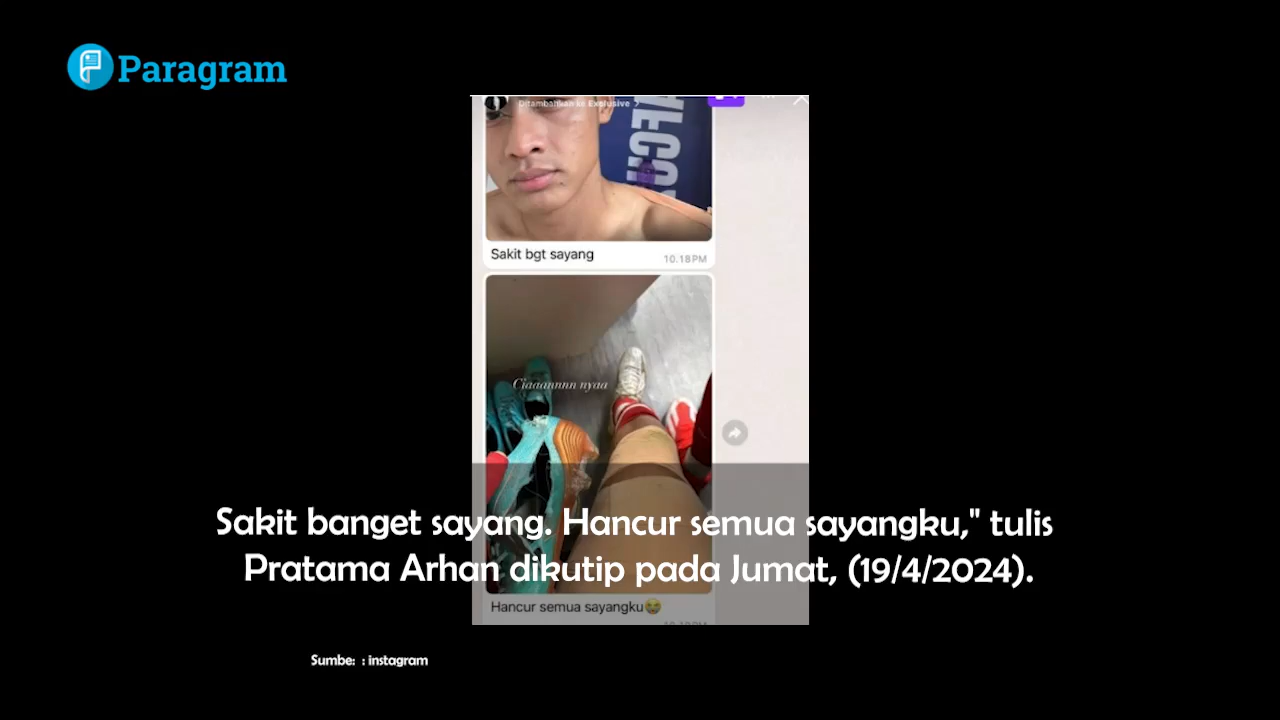 Paragram
Ditambahkan ke Exclusive >
Sakit bgt sayang
10.18PM
Ciaaannnn nyaa
Sakit banget sayang. Hancur semua sayangku," tulis
Pratama Arhan dikutip pada Jumat, (19/4/2024).
Hancur semua sayangku😭
Sumbe: : instagram